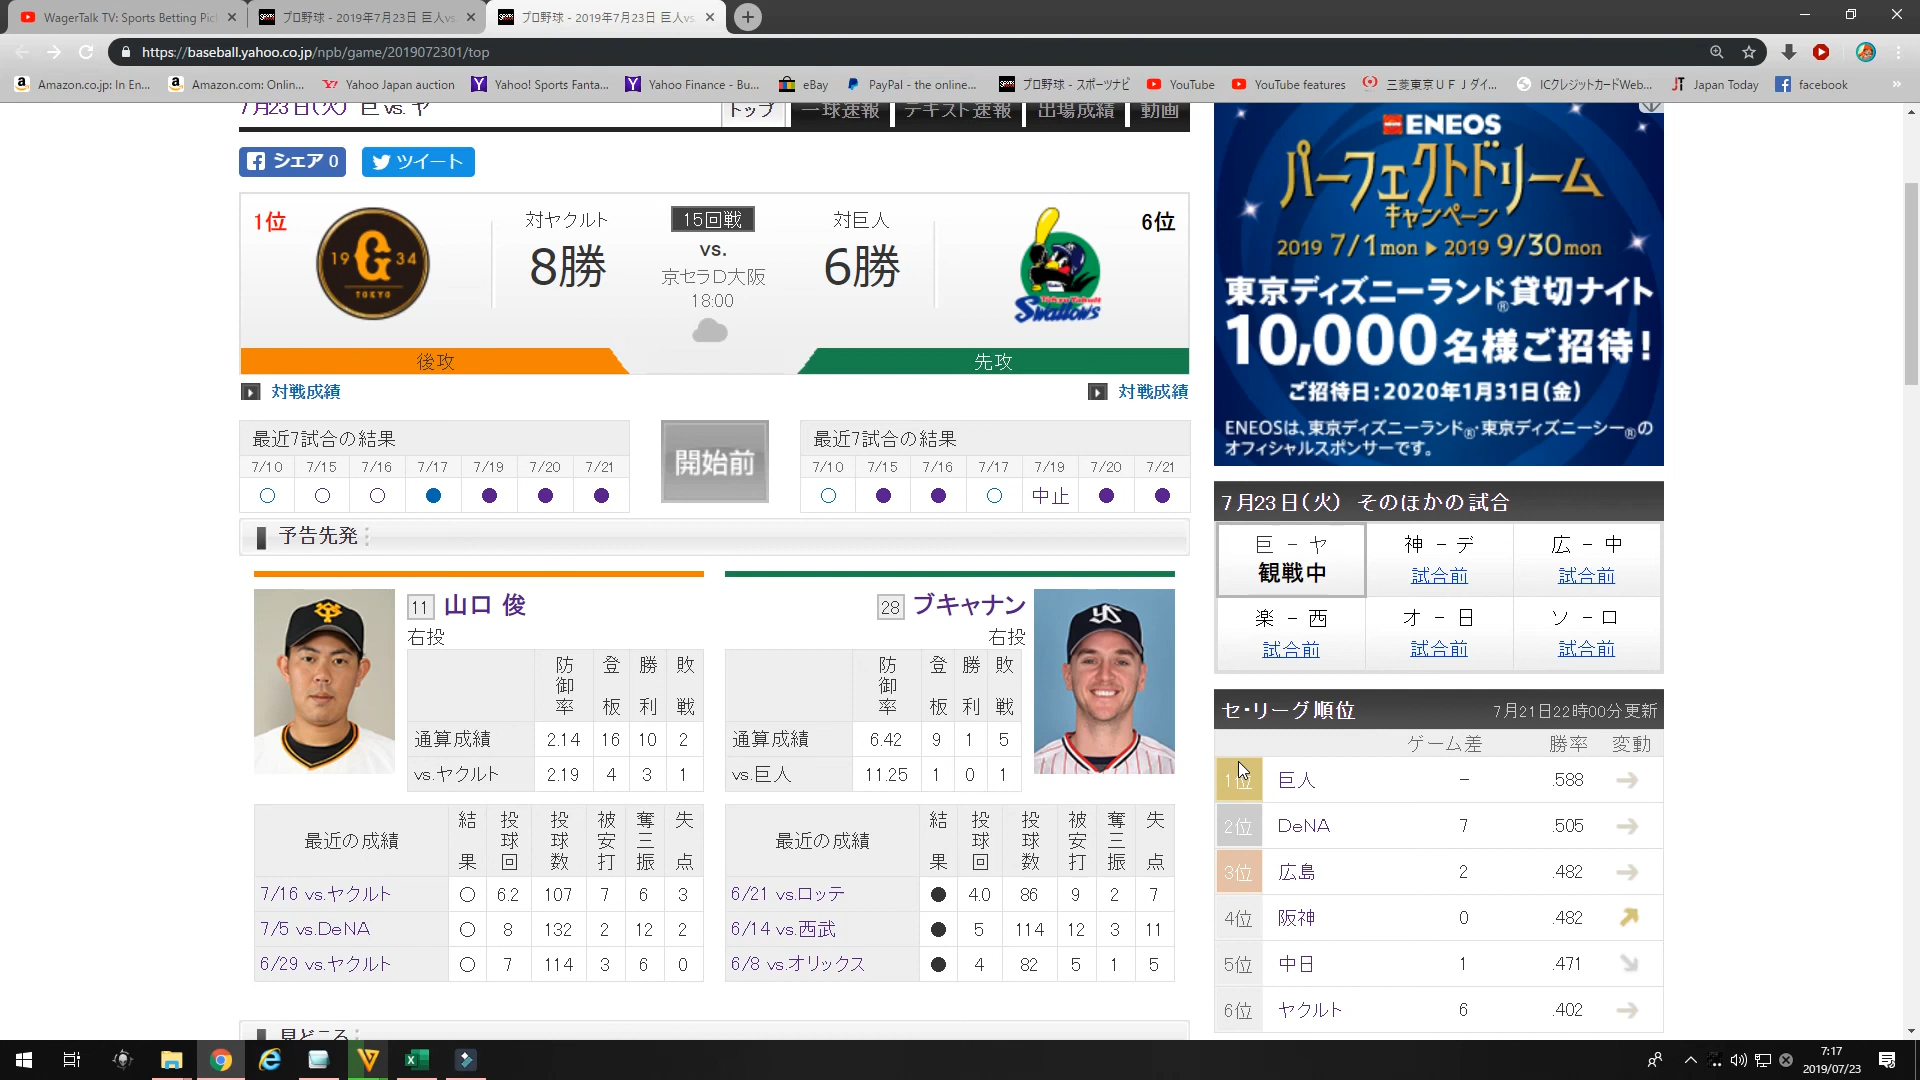 WagerTalk TV: Sports Betting Pic
プロ野球 - 2019年7月23日 巨人vs.
プロ野球 - 2019年7月23日 巨人vs.
https://baseball.yahoo.co.jp/npb/game/2019072301/top
Amazon.co.jp: In En...
Amazon.com: Onlin...
Yahoo Japan auction
Yahoo! Sports Fanta...
Yahoo Finance - Bu...
eBay
PayPal - the online...
プロ野球 - スポーツナビ
YouTube
YouTube features
三菱東京ＵＦＪダイ...
ICクレジットカードWeb...
Japan Today
facebook
7月23日(火) 巨 vs. ヤ
トップ 一球速報 テキスト速報 出場成績 動画
シェア 0
ツイート
1位
1934
G
TOKYO
対ヤクルト
8勝
15回戦
vs.
京セラD大阪
18:00
対巨人
6勝
6位
Tokyo Yakult
Swallows
後攻
先攻
対戦成績
対戦成績
最近7試合の結果
7/10 7/15 7/16 7/17 7/19 7/20 7/21
○ ○ ○ ● ● ● ●
開始前
最近7試合の結果
7/10 7/15 7/16 7/17 7/19 7/20 7/21
○ ● ● ○ 中止 ● ●
予告先発
11 山口 俊
右投
防御率 登板 勝利 敗戦
通算成績 2.14 16 10 2
vs.ヤクルト 2.19 4 3 1
最近の成績 結果 投球回 投球数 被安打 奪三振 失点
7/16 vs.ヤクルト ○ 6.2 107 7 6 3
7/5 vs.DeNA ○ 8 132 2 12 2
6/29 vs.ヤクルト ○ 7 114 3 6 0
28 ブキャナン
右投
防御率 登板 勝利 敗戦
通算成績 6.42 9 1 5
vs.巨人 11.25 1 0 1
最近の成績 結果 投球回 投球数 被安打 奪三振 失点
6/21 vs.ロッテ ● 4.0 86 9 2 7
6/14 vs.西武 ● 5 114 12 3 11
6/8 vs.オリックス ● 4 82 5 1 5
見どころ
ENEOS
パーフェクトドリーム
キャンペーン
2019 7/1mon ▶ 2019 9/30mon
東京ディズニーランド®貸切ナイト
10,000名様ご招待!
ご招待日:2020年1月31日(金)
ENEOSは、東京ディズニーランド®・東京ディズニーシー®の
オフィシャルスポンサーです。
7月23日(火) そのほかの試合
巨 - ヤ
観戦中
神 - デ
試合前
広 - 中
試合前
楽 - 西
試合前
オ - 日
試合前
ソ - ロ
試合前
セ・リーグ順位 7月21日22時00分更新
ゲーム差 勝率 変動
1位 巨人 - .588
2位 DeNA 7 .505
3位 広島 2 .482
4位 阪神 0 .482
5位 中日 1 .471
6位 ヤクルト 6 .402
7:17
2019/07/23